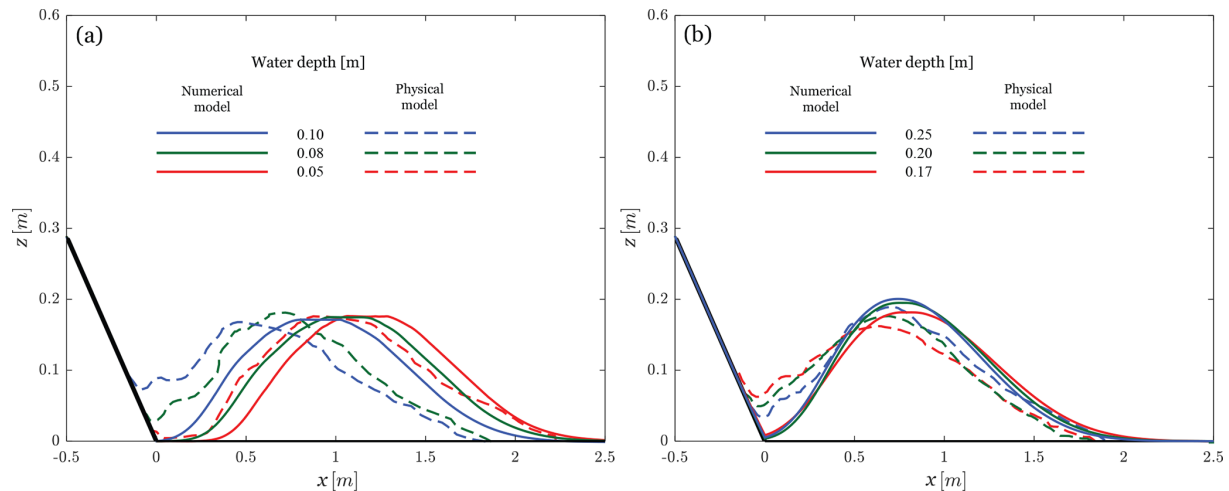 (a)
Water depth [m]
Numerical model
Physical model
0.10
0.08
0.05
0.6
0.5
0.4
0.3
0.2
0.1
0
z [m]
-0.5 0 0.5 1 1.5 2 2.5
x [m]
(b)
Water depth [m]
Numerical model
Physical model
0.25
0.20
0.17
0.6
0.5
0.4
0.3
0.2
0.1
0
z [m]
-0.5 0 0.5 1 1.5 2 2.5
x [m]